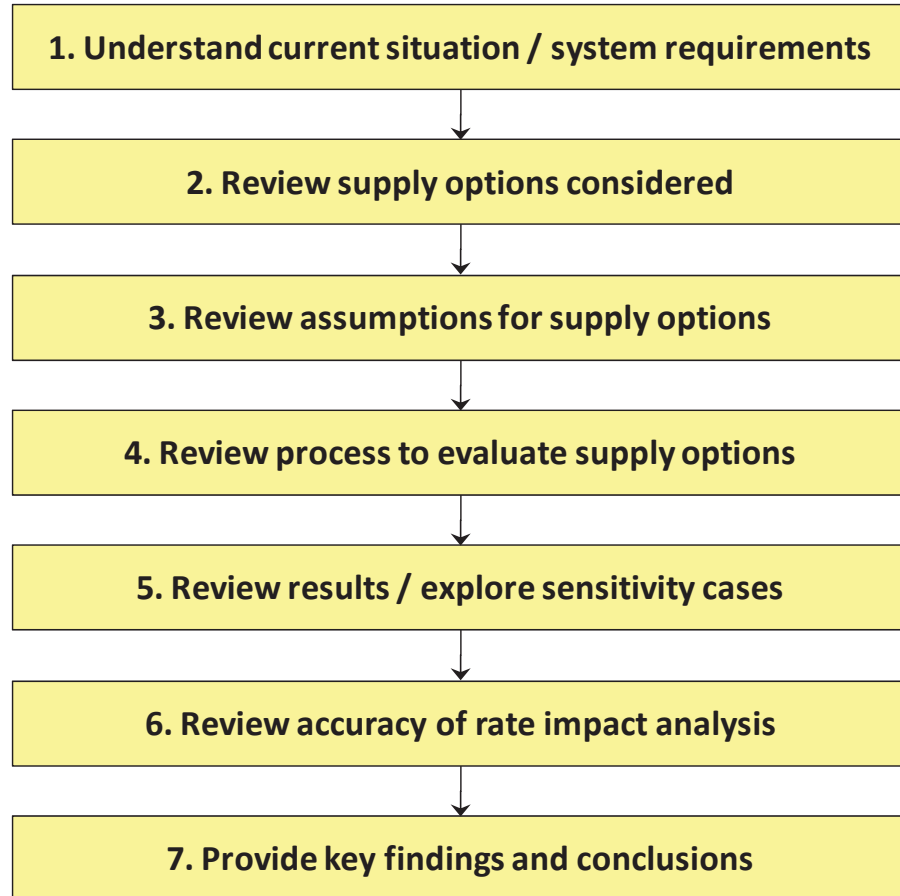 1. Understand current situation / system requirements
2. Review supply options considered
3. Review assumptions for supply options
4. Review process to evaluate supply options
5. Review results / explore sensitivity cases
6. Review accuracy of rate impact analysis
7. Provide key findings and conclusions